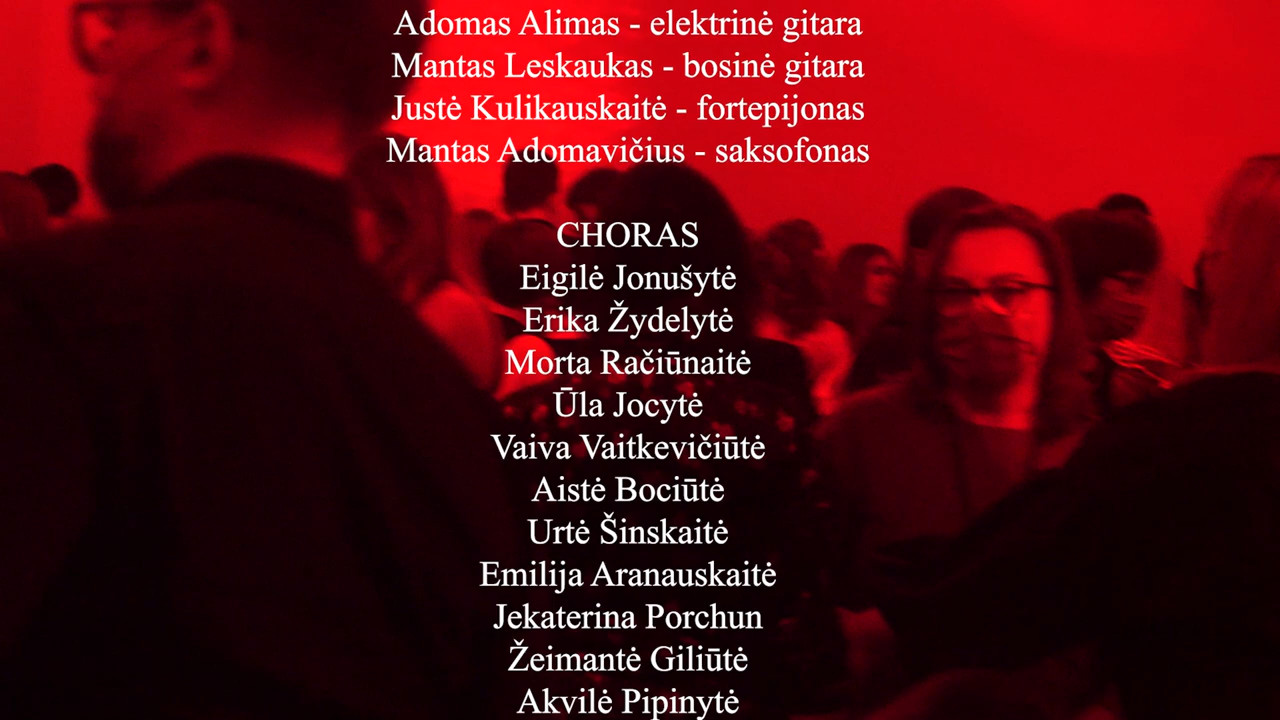 Adomas Alimas - elektrinė gitara
Mantas Leskaukas - bosinė gitara
Justė Kulikauskaitė - fortepijonas
Mantas Adomavičius - saksofonas
CHORAS
Eigilė Jonušytė
Erika Žydelytė
Morta Račiūnaitė
Ūla Jocytė
Vaiva Vaitkevičiūtė
Aistė Bociūtė
Urtė Šinskaitė
Emilija Aranauskaitė
Jekaterina Porchun
Žeimantė Giliūtė
Akvilė Pipinytė